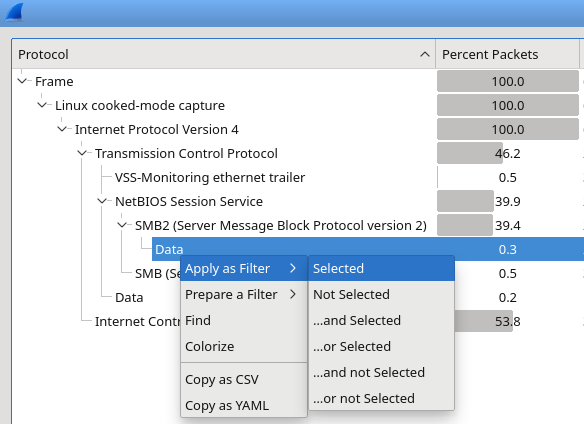 Protocol Percent Packets
Frame 100.0
Linux cooked-mode capture 100.0
Internet Protocol Version 4 100.0
Transmission Control Protocol 46.2
VSS-Monitoring ethernet trailer 0.5
NetBIOS Session Service 39.9
SMB2 (Server Message Block Protocol version 2) 39.4
Data 0.3
SMB (Se 0.5
Data 0.2
Internet Contr 53.8
Apply as Filter Selected
Prepare a Filter Not Selected
Find ...and Selected
Colorize ...or Selected
...and not Selected
Copy as CSV
Copy as YAML ...or not Selected